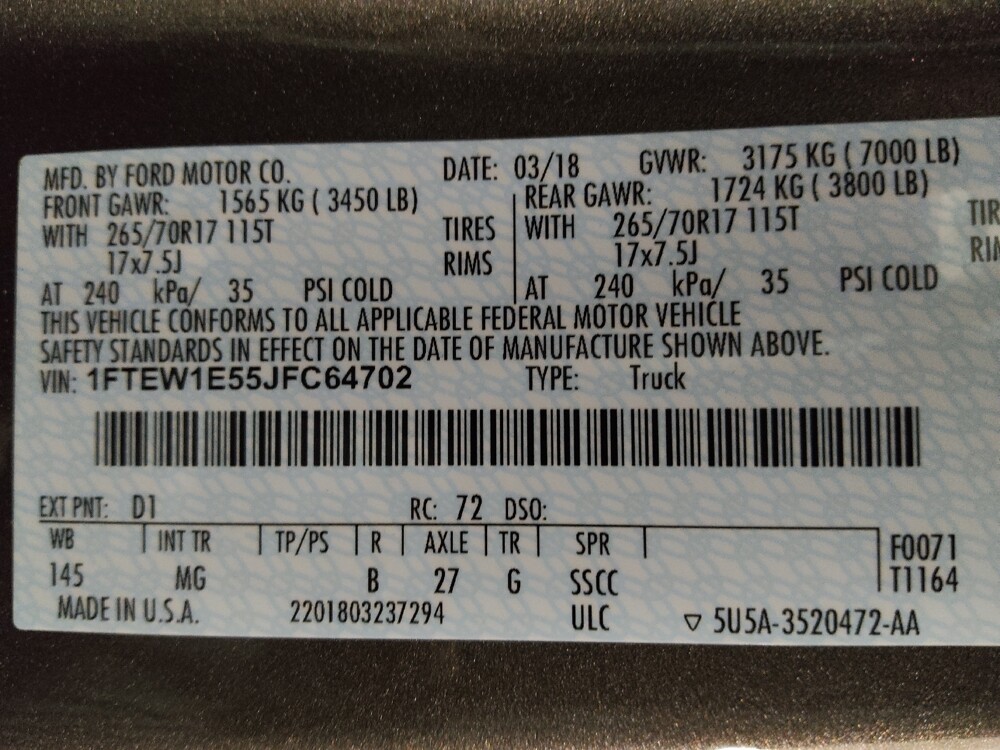 MFD. BY FORD MOTOR CO. DATE: 03/18 GVWR: 3175 KG ( 7000 LB)
FRONT GAWR: 1565 KG ( 3450 LB) REAR GAWR: 1724 KG ( 3800 LB)
WITH 265/70R17 115T TIRES WITH 265/70R17 115T
17x7.5J RIMS 17x7.5J
AT 240 kPa/ 35 PSI COLD AT 240 kPa/ 35 PSI COLD
THIS VEHICLE CONFORMS TO ALL APPLICABLE FEDERAL MOTOR VEHICLE
SAFETY STANDARDS IN EFFECT ON THE DATE OF MANUFACTURE SHOWN ABOVE.
VIN: 1FTEW1E55JFC64702 TYPE: Truck
EXT PNT: D1 RC: 72 DSO:
WB INT TR TP/PS R AXLE TR SPR F0071
145 MG B 27 G SSCC T1164
MADE IN U.S.A. 2201803237294 ULC ▽ 5U5A-3520472-AA